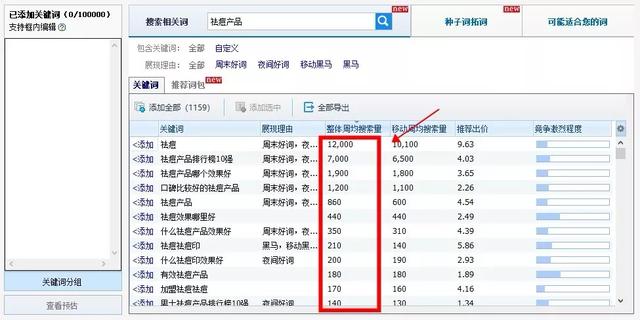 已添加关键词 (0/100000)
支持框内编辑
?
关键词分组
查看预估
搜索相关词
祛痘产品
new
种子词拓词
new
可能适合您的词
包含关键词: 全部 自定义
展现理由: 全部 周末好词 夜间好词 移动黑马 黑马
关键词 推荐词包 new
添加全部 (1159) 添加选中 全部导出
关键词 展现理由 整体周均搜索量 移动周均搜索量 推荐出价 竞争激烈程度
<添加 祛痘 周末好词, 夜... 12,000 10,100 9.63
<添加 祛痘产品排行榜10强 周末好词, 夜... 7,000 6,500 4.03
<添加 祛痘产品哪个效果好 周末好词, 夜... 1,900 1,800 3.65
<添加 口碑比较好的祛痘产品 周末好词, 夜... 1,200 1,100 2.26
<添加 祛痘产品 周末好词, 夜... 860 600 4.54
<添加 祛痘效果哪里好 440 440 2.49
<添加 什么祛痘产品效果好 周末好词, 夜... 350 310 4.39
<添加 祛痘祛痘印 黑马, 移动黑... 210 140 5.86
<添加 什么祛痘印效果好 夜间好词 200 190 2.93
<添加 有效祛痘产品 180 180 1.89
<添加 加盟祛痘祛痘 170 160 4.16
<添加 男士祛痘产品排行榜10强 夜间好词 140 130 1.34